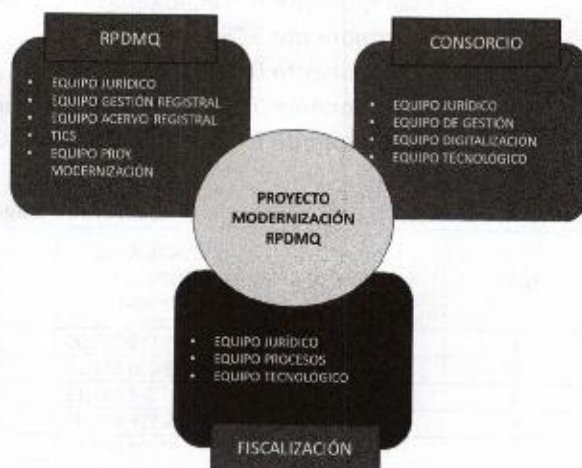 RPDMQ
• EQUIPO JURÍDICO
• EQUIPO GESTIÓN REGISTRAL
• EQUIPO ACERVO REGISTRAL
• TICS
• EQUIPO PROY.
MODERNIZACIÓN
CONSORCIO
• EQUIPO JURÍDICO
• EQUIPO DE GESTIÓN
• EQUIPO DIGITALIZACIÓN
• EQUIPO TECNOLÓGICO
PROYECTO
MODERNIZACIÓN
RPDMQ
• EQUIPO JURÍDICO
• EQUIPO PROCESOS
• EQUIPO TECNOLÓGICO
FISCALIZACIÓN